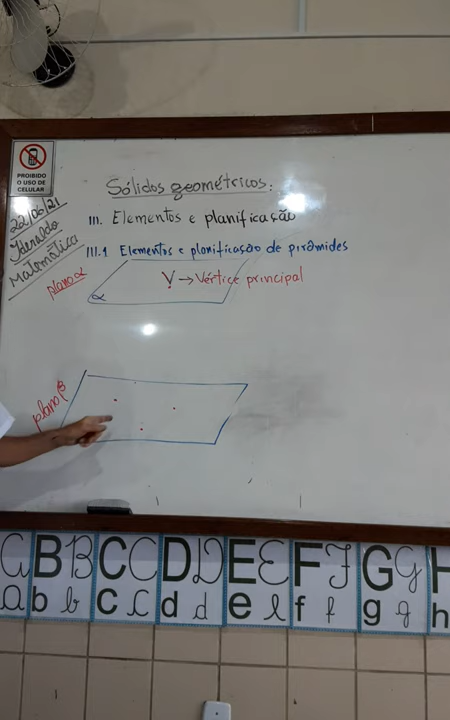 PROIBIDO
O USO DE
CELULAR
22/06/21
Iteraldo
Matemática
Sólidos geométricos:
III. Elementos e planificação
III.1 Elementos e planificação de pirâmides
plano α
V → Vértice principal
α
plano β
a B B C C D D E E F F G G H
a b b c c d d e e f f g g h